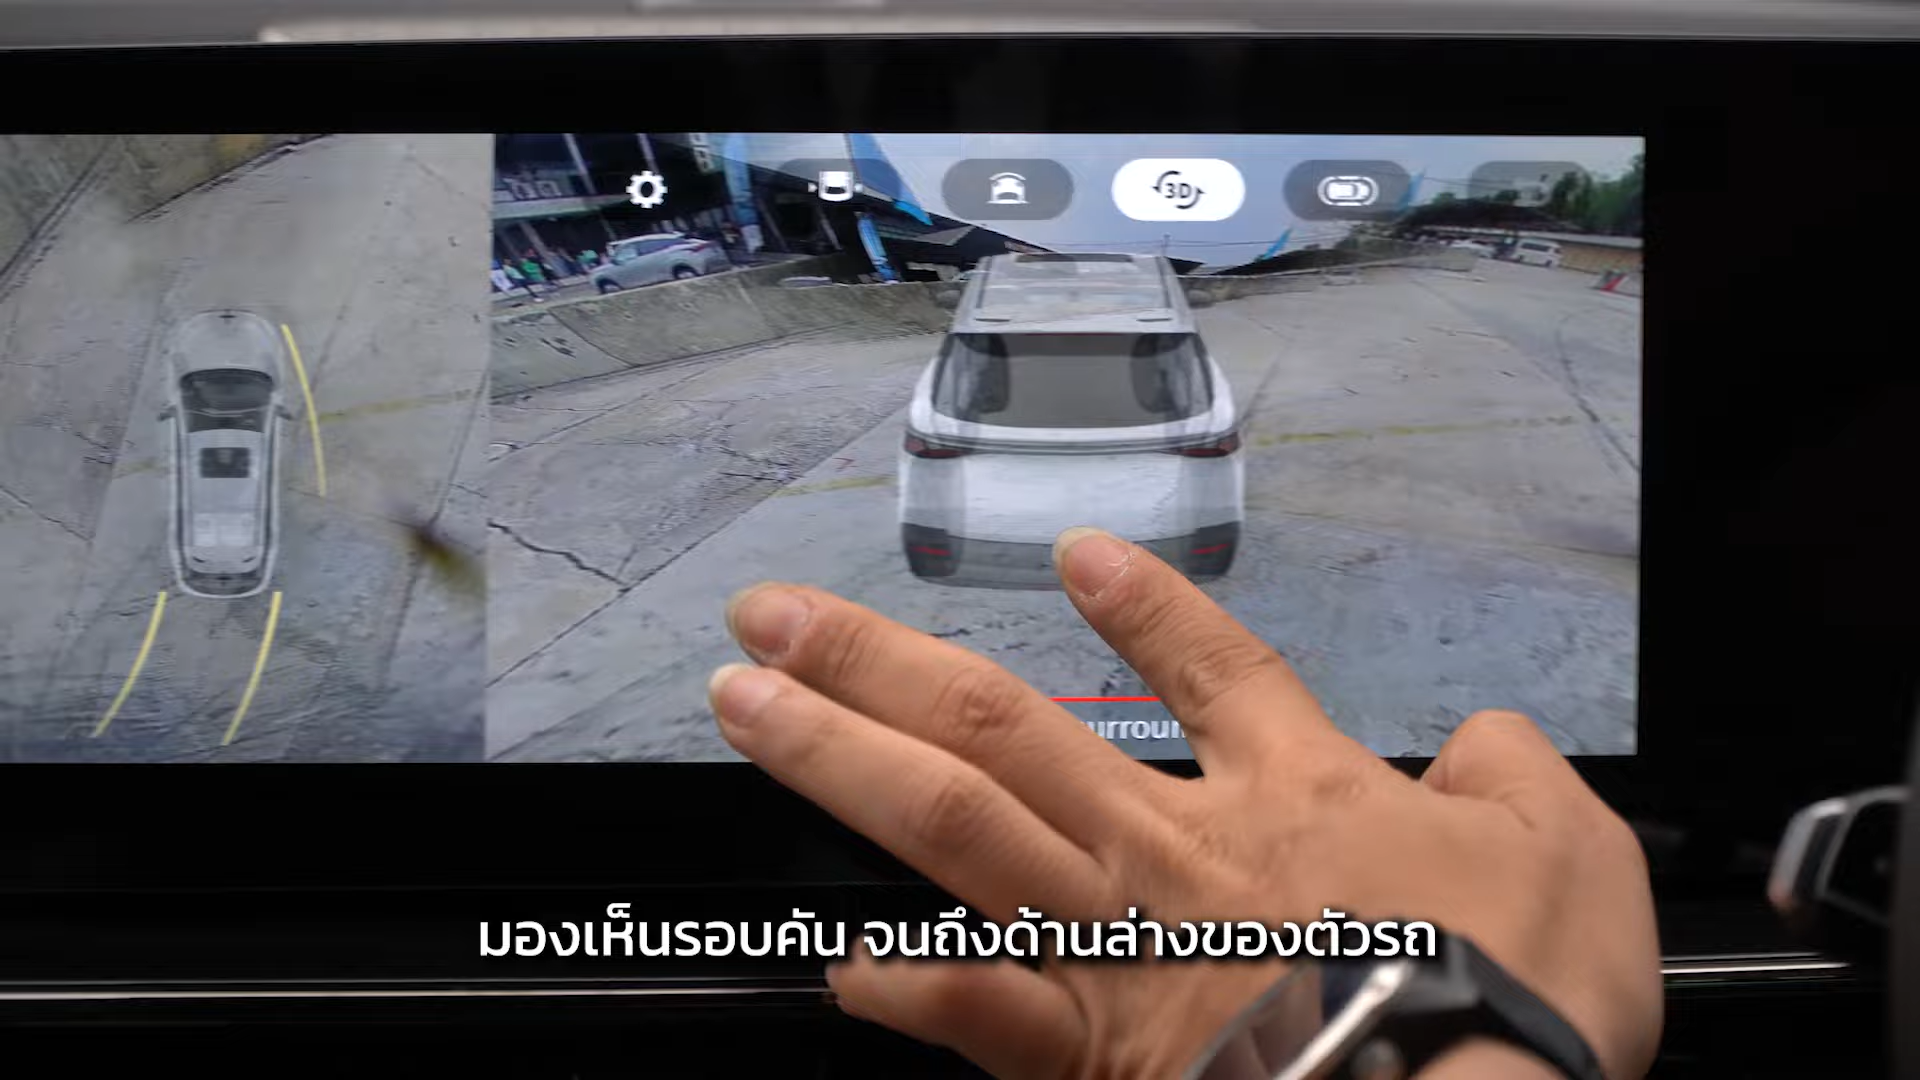 3D
มองเห็นรอบคัน จนถึงด้านล่างของตัวรถ